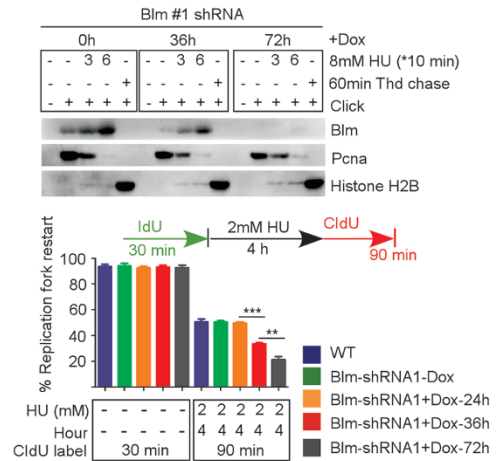 Blm #1 shRNA
0h 36h 72h +Dox
- - 3 6 - - - 3 6 - - - 3 6 - 8mM HU (*10 min)
- - - - + - - - - + - - - - + 60min Thd chase
- + + + + - + + + + - + + + + Click
Blm
Pcna
Histone H2B
IdU 2mM HU CldU
30 min 4 h 90 min
% Replication fork restart
100
80
60
40
20
***
**
WT
Blm-shRNA1-Dox
Blm-shRNA1+Dox-24h
Blm-shRNA1+Dox-36h
Blm-shRNA1+Dox-72h
HU (mM) - - - - - 2 2 2 2 2
Hour - - - - - 4 4 4 4 4
CldU label 30 min 90 min